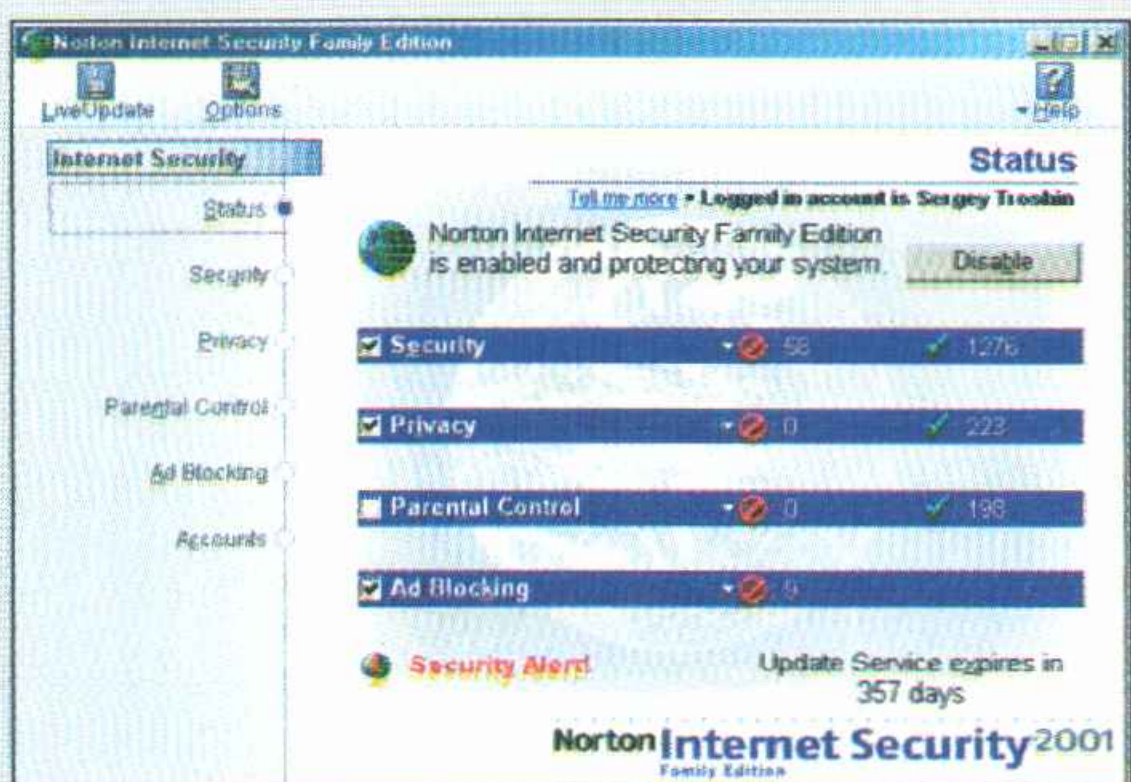 Norton Internet Security Family Edition
LiveUpdate Options Help
Internet Security
Status
Security
Privacy
Parental Control
Ad Blocking
Accounts
Status
Tell me more Logged in account is Sergey Troshin
Norton Internet Security Family Edition
is enabled and protecting your system.
Disable
Security 58 1276
Privacy 0 223
Parental Control 0 198
Ad Blocking 9
Security Alert
Update Service expires in
357 days
Norton Internet Security 2001
Family Edition